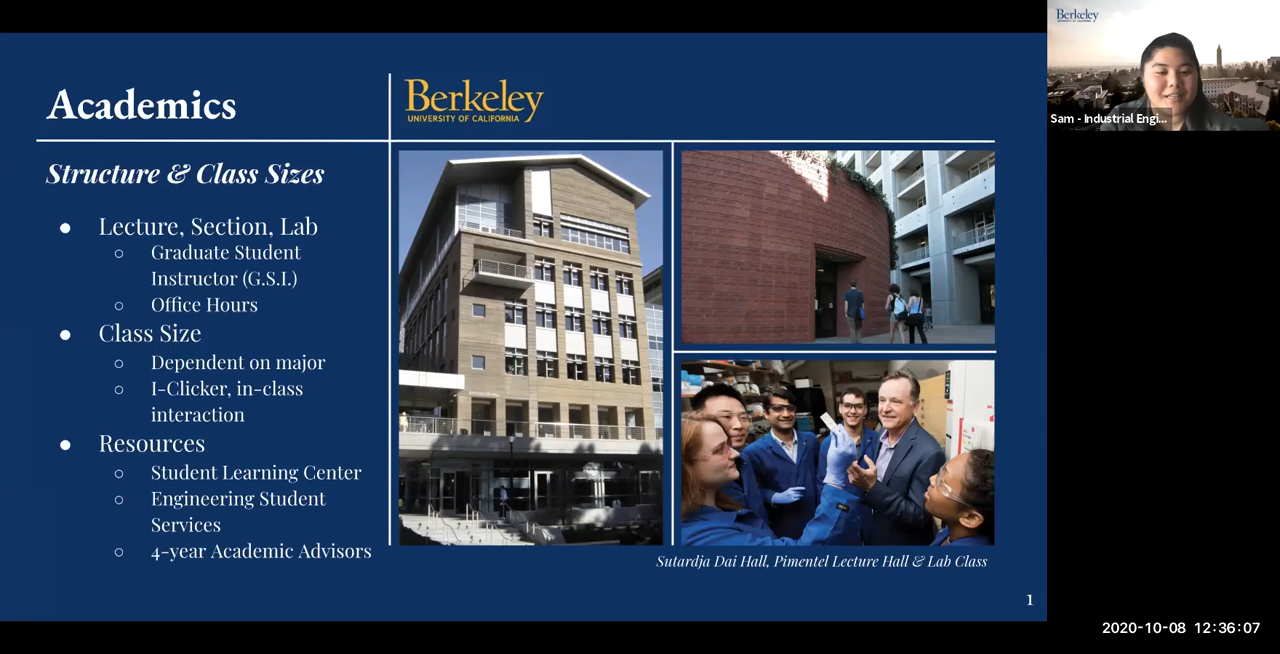 Academics
Berkeley
UNIVERSITY OF CALIFORNIA
Structure & Class Sizes
● Lecture, Section, Lab
○ Graduate Student
Instructor (G.S.I.)
○ Office Hours
● Class Size
○ Dependent on major
○ I-Clicker, in-class
interaction
● Resources
○ Student Learning Center
○ Engineering Student
Services
○ 4-year Academic Advisors
Sutardja Dai Hall, Pimentel Lecture Hall & Lab Class
1
Berkeley
Sam - Industrial Engi...
2020-10-08 12:36:07